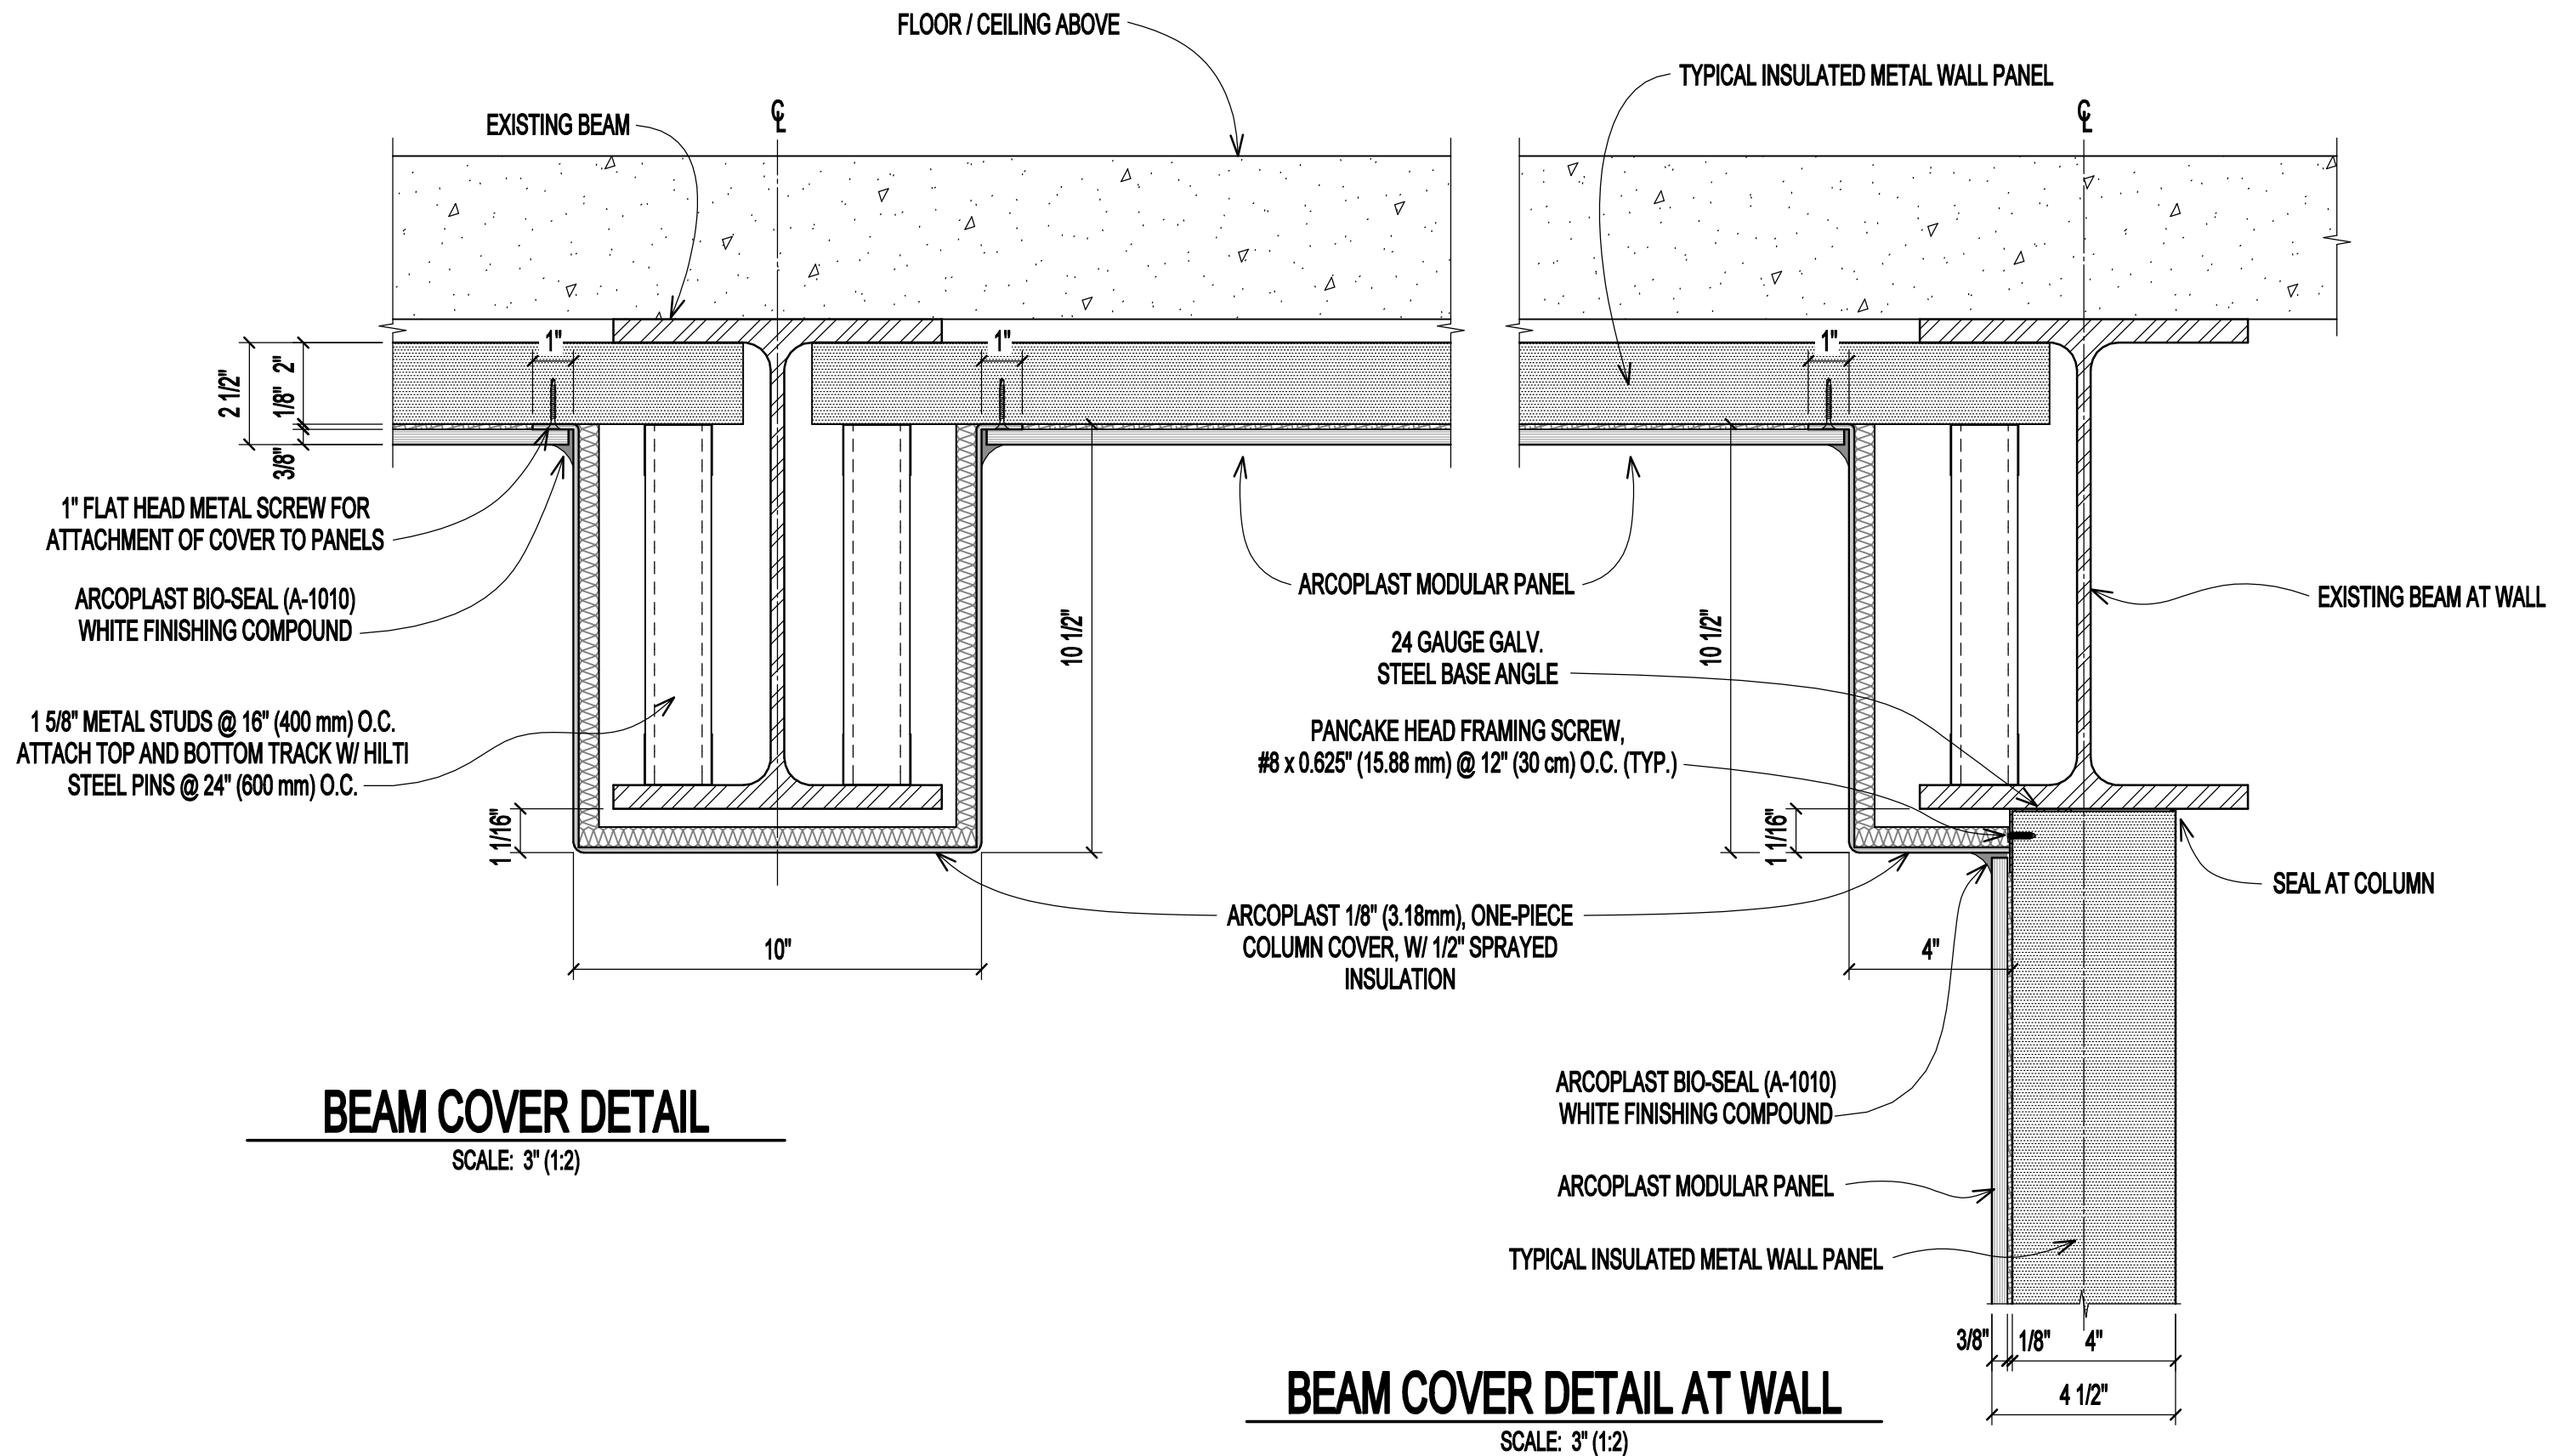 FLOOR / CEILING ABOVE
TYPICAL INSULATED METAL WALL PANEL
EXISTING BEAM
℄
℄
1"
1"
1"
2 1/2"
2"
1/8"
3/8"
1" FLAT HEAD METAL SCREW FOR
ATTACHMENT OF COVER TO PANELS
ARCOPLAST BIO-SEAL (A-1010)
WHITE FINISHING COMPOUND
1 5/8" METAL STUDS @ 16" (400 mm) O.C.
ATTACH TOP AND BOTTOM TRACK W/ HILTI
STEEL PINS @ 24" (600 mm) O.C.
1 1/16"
10 1/2"
10"
ARCOPLAST MODULAR PANEL
24 GAUGE GALV.
STEEL BASE ANGLE
PANCAKE HEAD FRAMING SCREW,
#8 x 0.625" (15.88 mm) @ 12" (30 cm) O.C. (TYP.)
10 1/2"
1 1/16"
EXISTING BEAM AT WALL
SEAL AT COLUMN
ARCOPLAST 1/8" (3.18mm), ONE-PIECE
COLUMN COVER, W/ 1/2" SPRAYED
INSULATION
4"
ARCOPLAST BIO-SEAL (A-1010)
WHITE FINISHING COMPOUND
ARCOPLAST MODULAR PANEL
TYPICAL INSULATED METAL WALL PANEL
3/8"
1/8"
4"
4 1/2"
BEAM COVER DETAIL
SCALE: 3" (1:2)
BEAM COVER DETAIL AT WALL
SCALE: 3" (1:2)